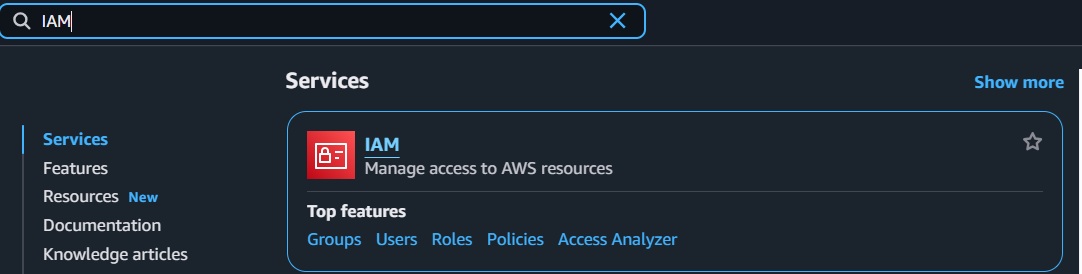 IAM
Services
Show more
Services
Features
Resources New
Documentation
Knowledge articles
IAM
Manage access to AWS resources
Top features
Groups Users Roles Policies Access Analyzer